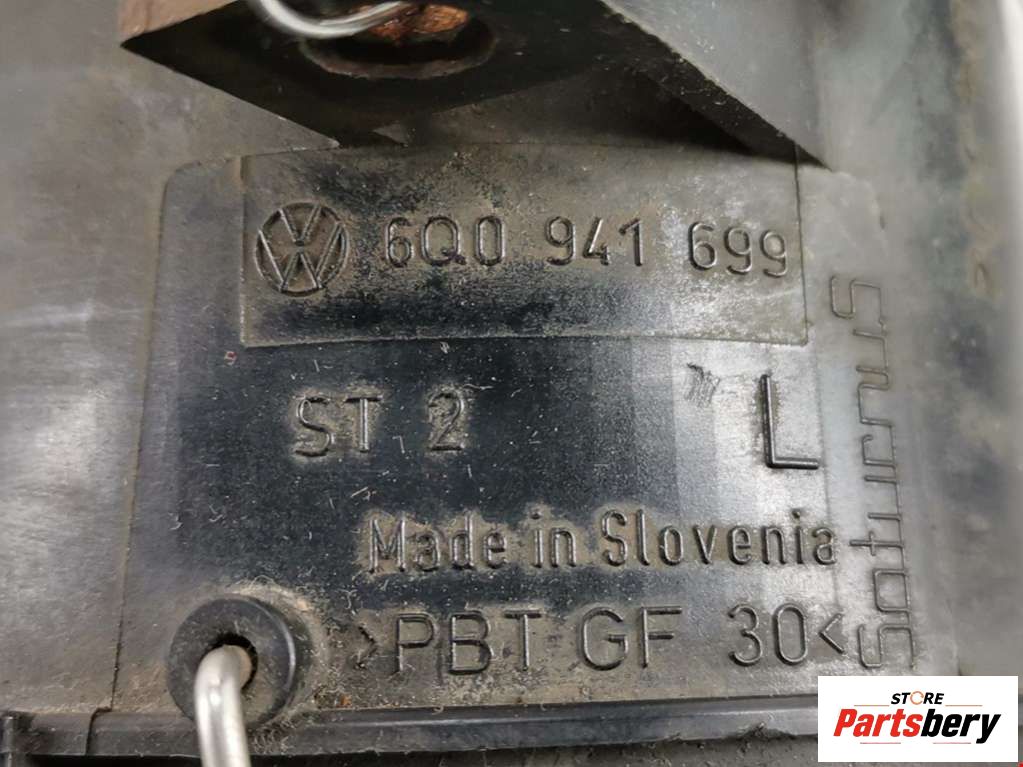 6Q0 941 699
ST 2 L
Made in Slovenia
>PBT GF 30<
saturnus
STORE
Partsbery